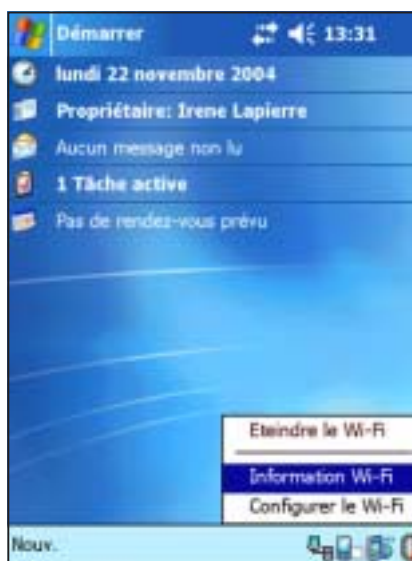 Démarrer 13:31
lundi 22 novembre 2004
Propriétaire: Irene Lapierre
Aucun message non lu
1 Tâche active
Pas de rendez-vous prévu
Eteindre le Wi-Fi
Information Wi-Fi
Configurer le Wi-Fi
Nouv.